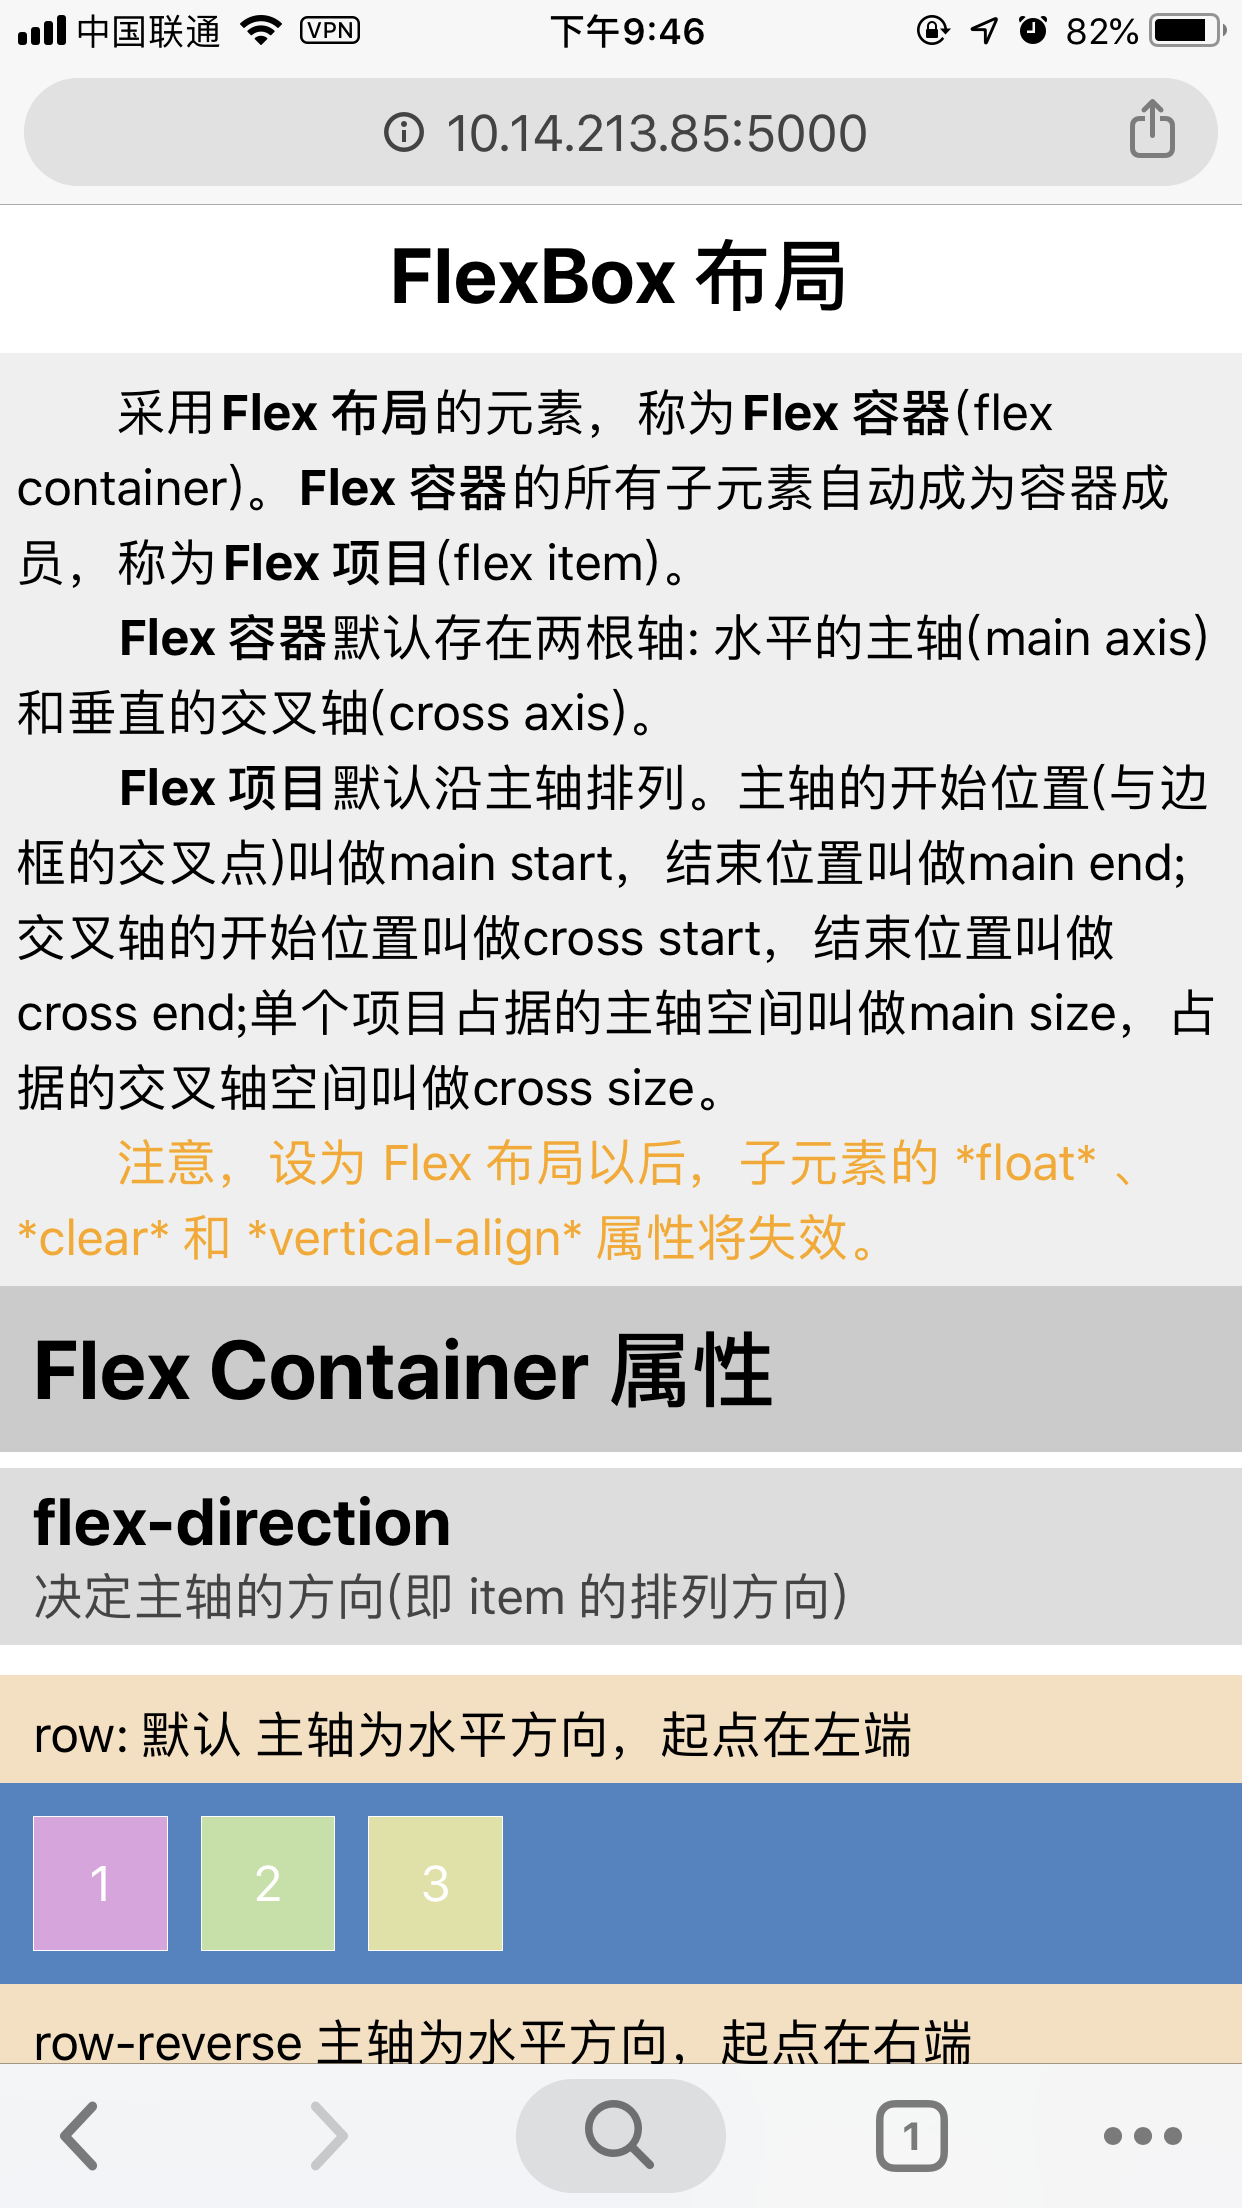 中国联通 VPN 下午9:46 82%
10.14.213.85:5000
FlexBox 布局
采用Flex 布局的元素，称为Flex 容器(flex
container)。Flex 容器的所有子元素自动成为容器成
员，称为Flex 项目(flex item)。
Flex 容器默认存在两根轴: 水平的主轴(main axis)
和垂直的交叉轴(cross axis)。
Flex 项目默认沿主轴排列。主轴的开始位置(与边
框的交叉点)叫做main start，结束位置叫做main end;
交叉轴的开始位置叫做cross start，结束位置叫做
cross end;单个项目占据的主轴空间叫做main size，占
据的交叉轴空间叫做cross size。
注意，设为 Flex 布局以后，子元素的 *float* 、
*clear* 和 *vertical-align* 属性将失效。
Flex Container 属性
flex-direction
决定主轴的方向(即 item 的排列方向)
row: 默认 主轴为水平方向，起点在左端
1 2 3
row-reverse 主轴为水平方向，起点在右端
1